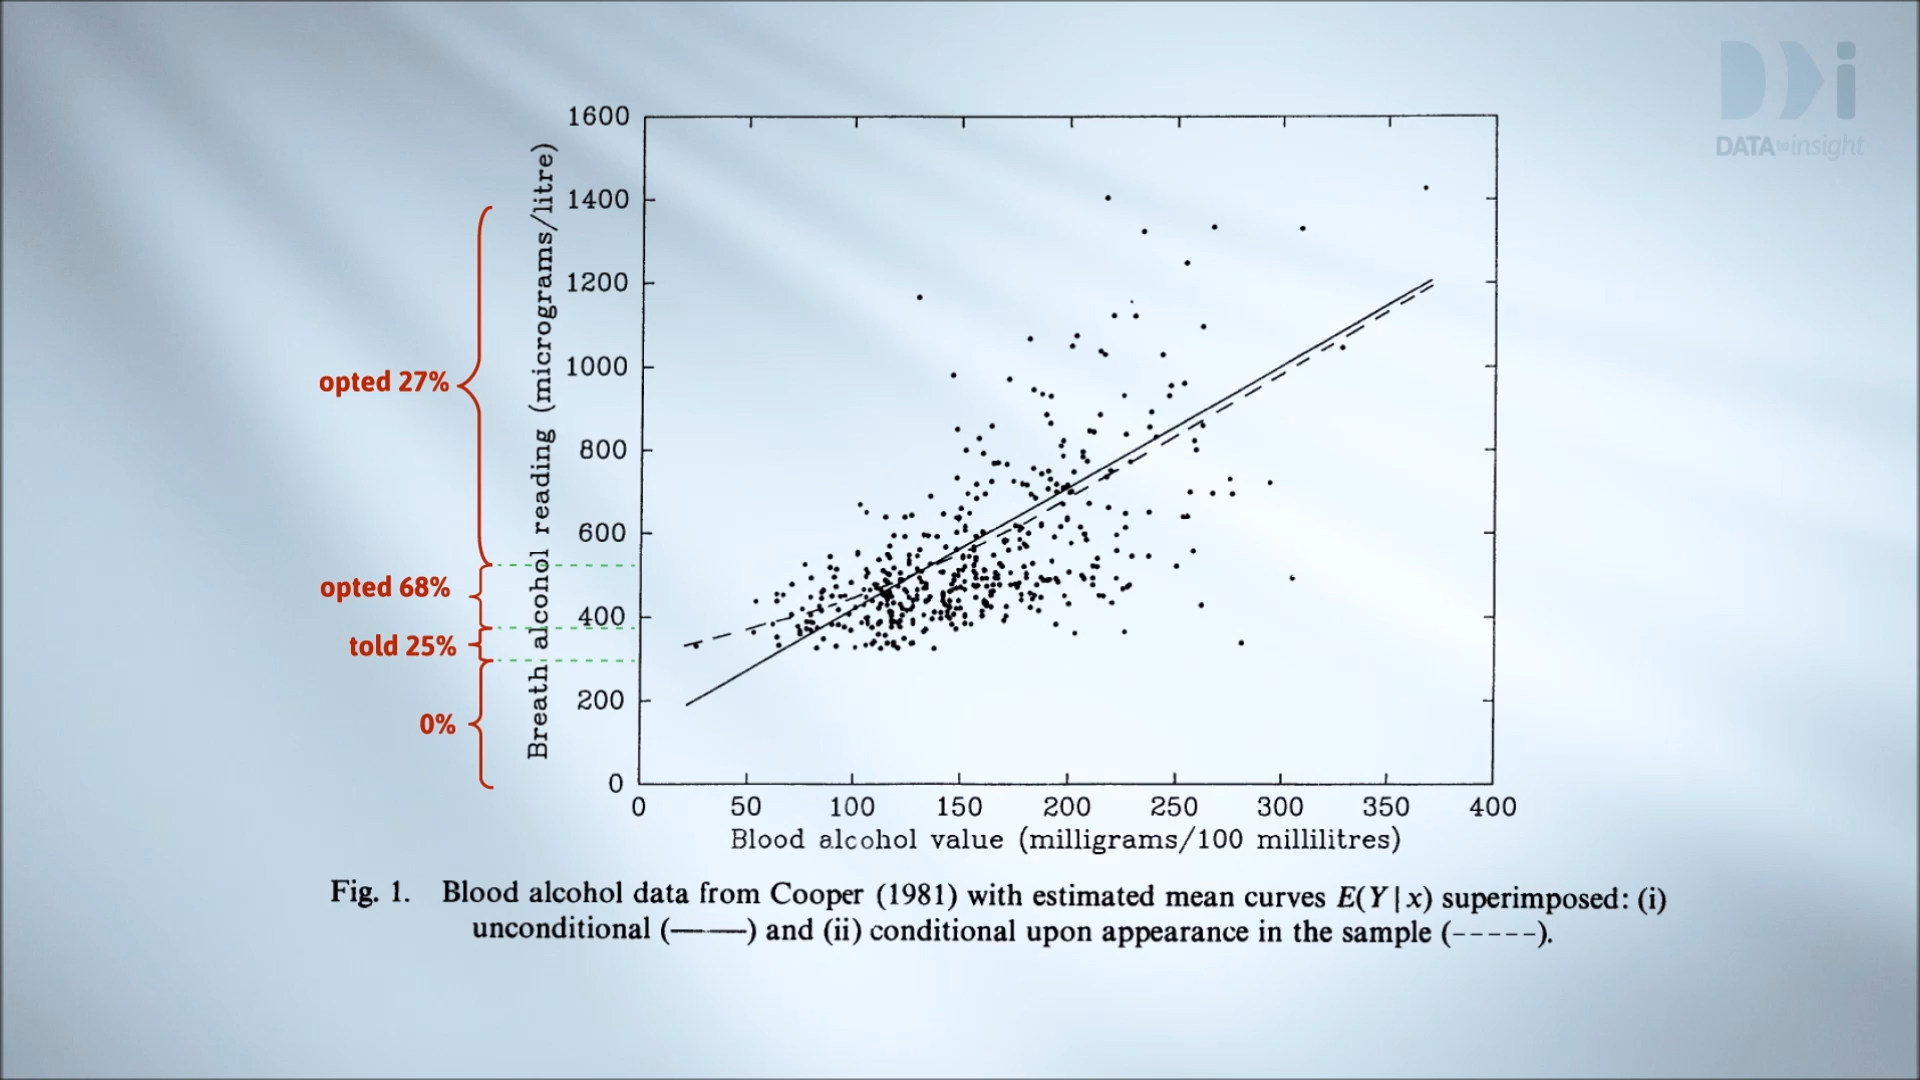 DDi
DATA to insight
Breath alcohol reading (micrograms/litre)
1600
1400
1200
1000
800
600
400
200
0
opted 27%
opted 68%
told 25%
0%
0 50 100 150 200 250 300 350 400
Blood alcohol value (milligrams/100 millilitres)
Fig. 1. Blood alcohol data from Cooper (1981) with estimated mean curves E(Y | x) superimposed: (i)
unconditional (———) and (ii) conditional upon appearance in the sample (-----).